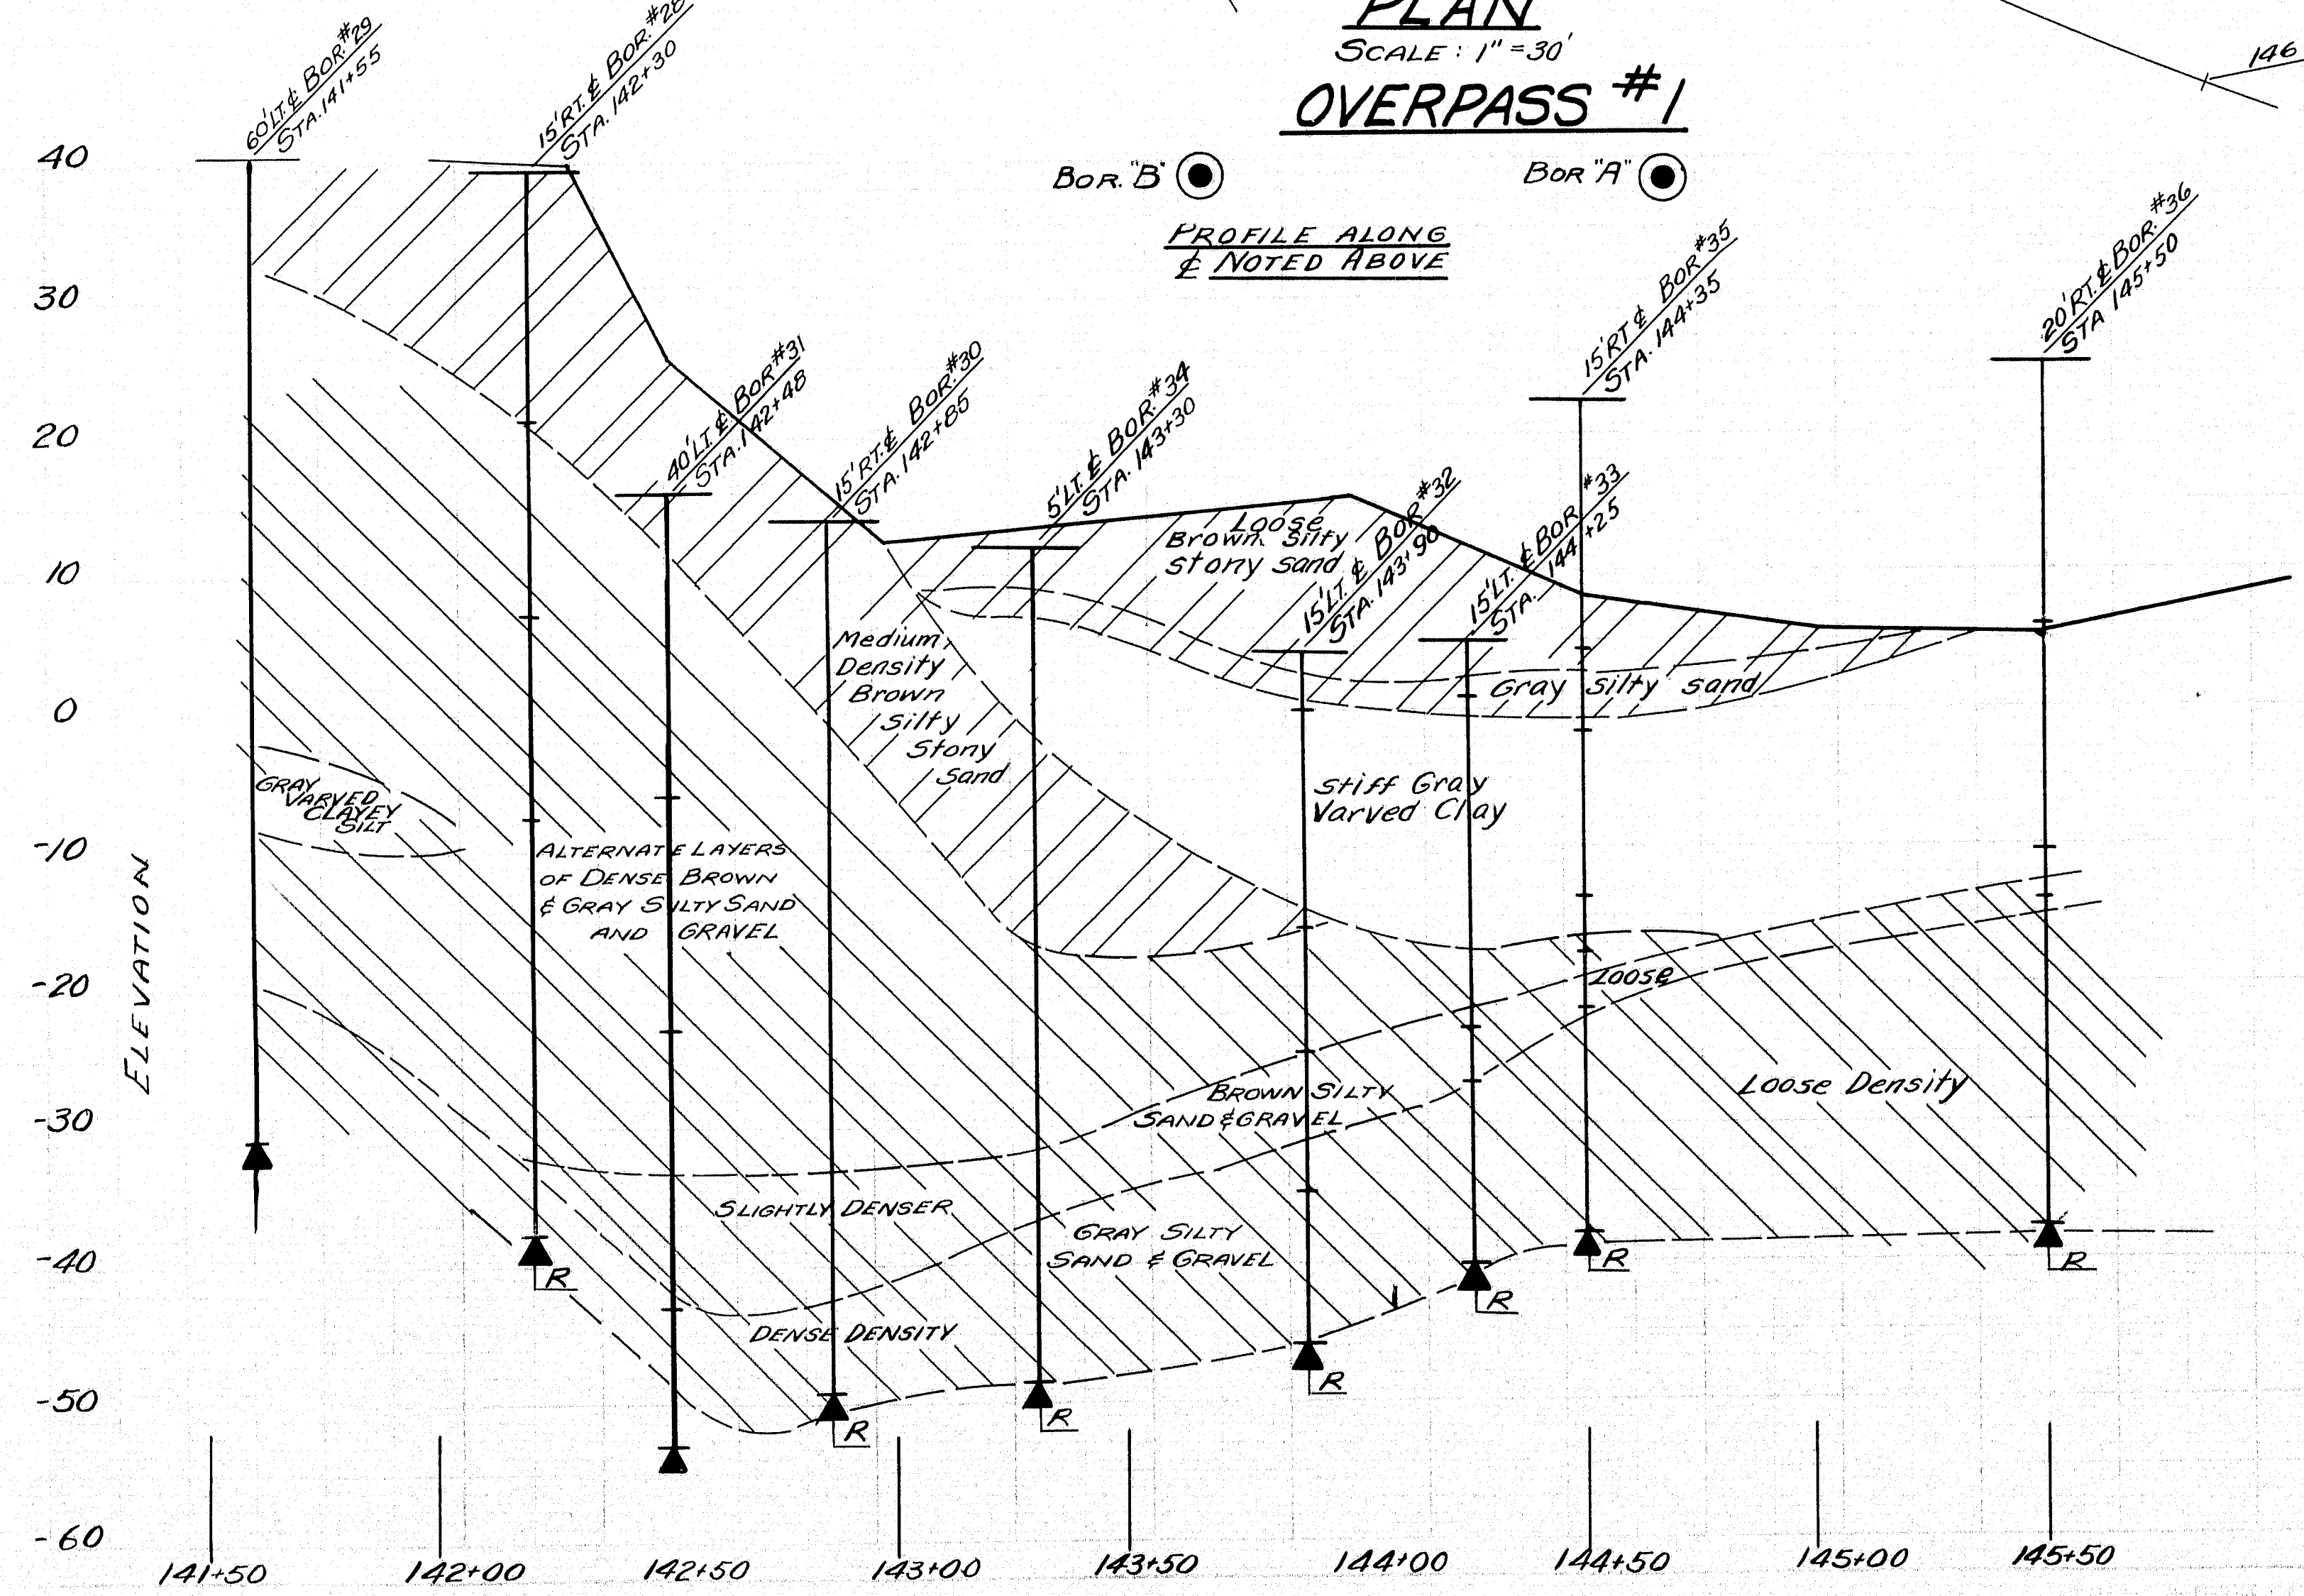 PLAN
SCALE: 1"=30'
OVERPASS #1
146
BOR. "B"
BOR "A"
PROFILE ALONG
℄ NOTED ABOVE
60'LT.℄ BOR.#29
STA.141+55
15'RT.℄ BOR.#28
STA.142+30
40'LT.℄ BOR#31
STA.142+48
15'RT.℄ BOR.#30
STA.142+85
5'LT.℄ BOR.#34
STA.143+30
15'LT.℄ BOR#32
STA.143+90
15'LT.℄ BOR #33
STA. 144+25
15'RT ℄ BOR#35
STA.144+35
20'RT.℄ BOR.#36
STA 145+50
40
30
20
10
0
-10
-20
-30
-40
-50
-60
ELEVATION
Loose
Brown. Silty
Stony Sand
Medium
Density
Brown
Silty
Stony
Sand
Gray Silty Sand
Stiff Gray
Varved Clay
GRAY
VARVED
CLAYEY
SILT
ALTERNATE LAYERS
OF DENSE BROWN
& GRAY SILTY SAND
AND GRAVEL
Loose
BROWN SILTY
SAND & GRAVEL
Loose Density
SLIGHTLY DENSER
GRAY SILTY
SAND & GRAVEL
DENSE DENSITY
R
R
R
R
R
R
R
141+50
142+00
142+50
143+00
143+50
144+00
144+50
145+00
145+50